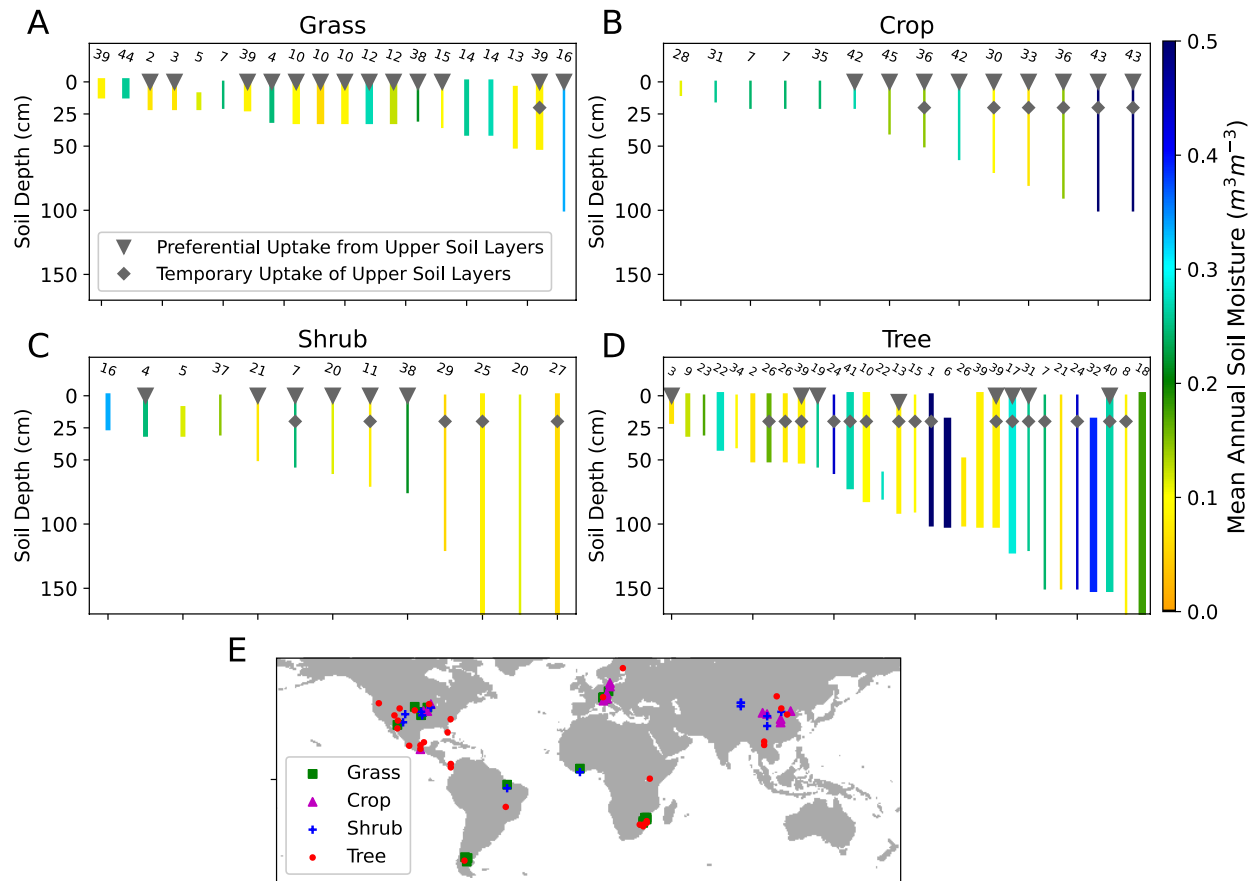 A
Grass
39 44 2 3 5 7 39 4 10 10 10 12 12 38 15 14 14 13 39 16
0
25
50
100
150
Soil Depth (cm)
Preferential Uptake from Upper Soil Layers
Temporary Uptake of Upper Soil Layers
B
Crop
28 31 7 7 35 42 45 36 42 30 33 36 43 43
0
25
50
100
150
Soil Depth (cm)
C
Shrub
16 4 5 37 21 7 20 11 38 29 25 20 27
0
25
50
100
150
Soil Depth (cm)
D
Tree
3 9 23 22 34 2 26 26 39 19 24 41 10 22 13 15 1 6 26 39 39 17 31 7 21 24 32 40 8 18
0
25
50
100
150
Soil Depth (cm)
0.5
0.4
0.3
0.2
0.1
0.0
Mean Annual Soil Moisture (m³m⁻³)
E
Grass
Crop
Shrub
Tree